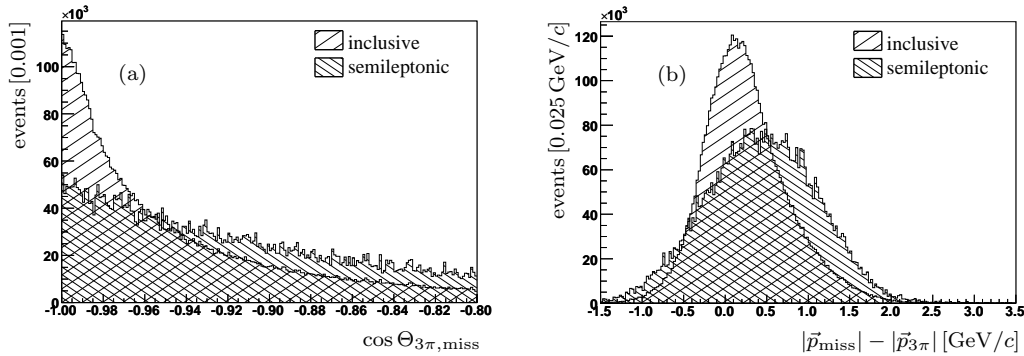 ×10³
events [0.001]
100
80
60
40
20
0
(a)
inclusive
semileptonic
-1.00 -0.98 -0.96 -0.94 -0.92 -0.90 -0.88 -0.86 -0.84 -0.82 -0.80
cos Θ3π,miss
×10³
events [0.025 GeV/c]
120
100
80
60
40
20
0
(b)
inclusive
semileptonic
-1.5 -1.0 -0.5 0.0 0.5 1.0 1.5 2.0 2.5 3.0 3.5
|p⃗miss| − |p⃗3π| [GeV/c]